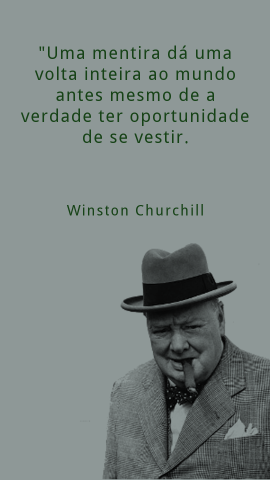 "Uma mentira dá uma
volta inteira ao mundo
antes mesmo de a
verdade ter oportunidade
de se vestir.
Winston Churchill